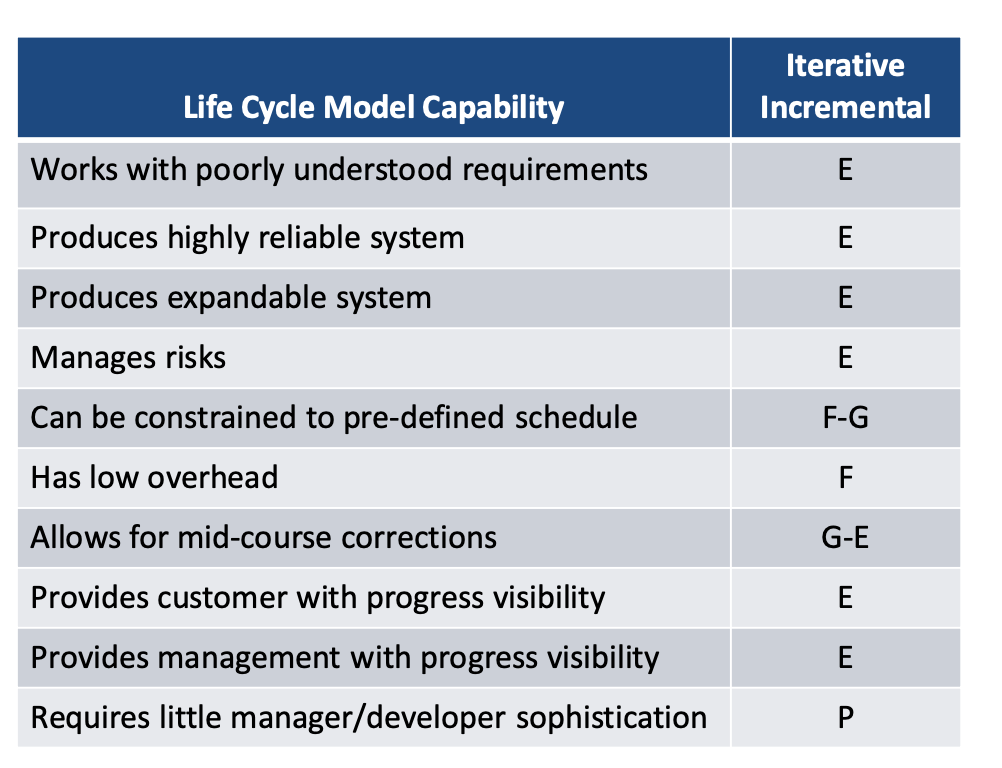 Life Cycle Model Capability
Iterative
Incremental
Works with poorly understood requirements E
Produces highly reliable system E
Produces expandable system E
Manages risks E
Can be constrained to pre-defined schedule F-G
Has low overhead F
Allows for mid-course corrections G-E
Provides customer with progress visibility E
Provides management with progress visibility E
Requires little manager/developer sophistication P